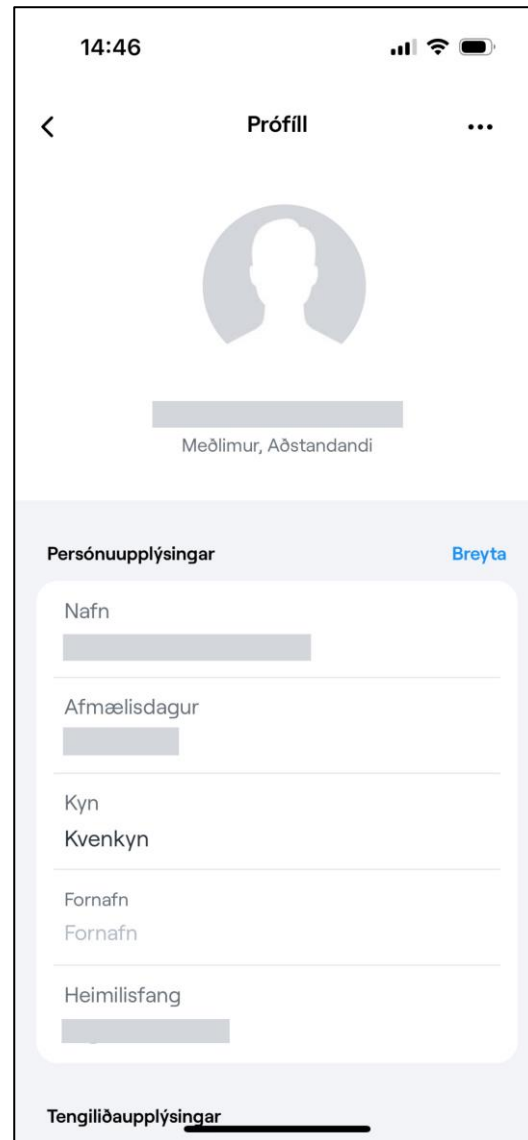 14:46
Prófíll
Meðlimur, Aðstandandi
Persónuupplýsingar Breyta
Nafn
Afmælisdagur
Kyn
Kvenkyn
Fornafn
Fornafn
Heimilisfang
Tengiliðaupplýsingar